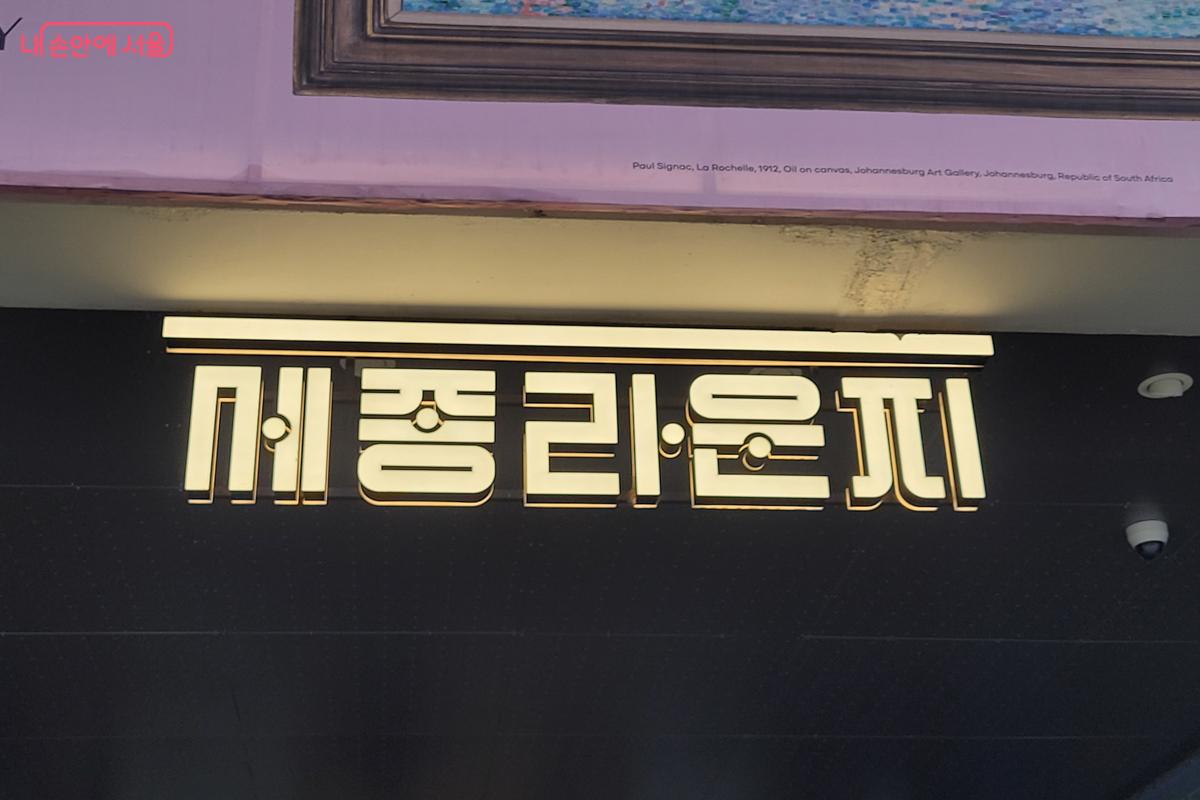 Y
내 손안에 서울
Paul Signac, La Rochelle, 1912, Oil on canvas, Johannesburg Art Gallery, Johannesburg, Republic of South Africa
세종라운지